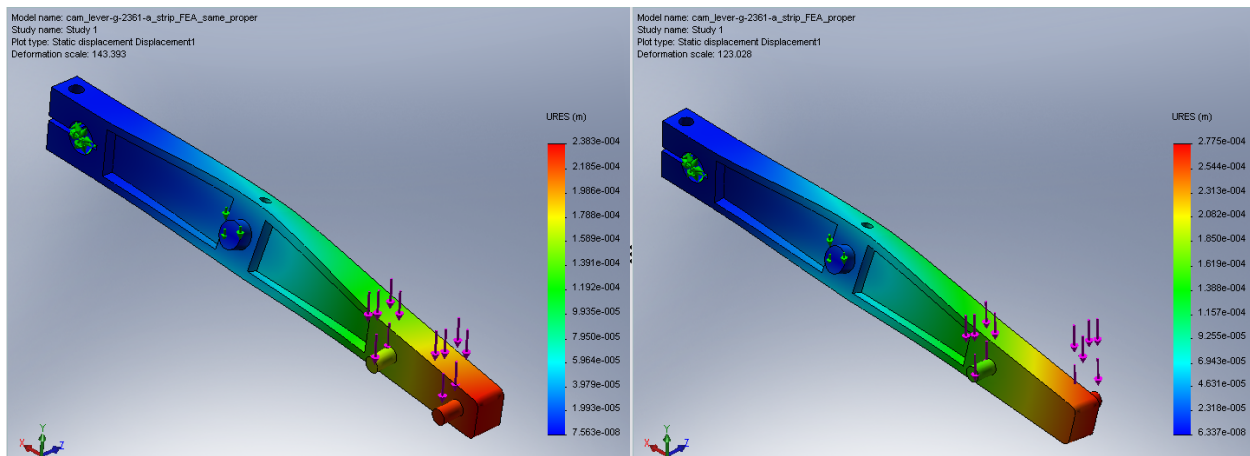 Model name: cam_lever-g-2361-a_strip_FEA_same_proper
Study name: Study 1
Plot type: Static displacement Displacement1
Deformation scale: 143.393
URES (m)
2.383e-004
2.185e-004
1.986e-004
1.788e-004
1.589e-004
1.391e-004
1.192e-004
9.935e-005
7.950e-005
5.964e-005
3.979e-005
1.993e-005
7.563e-008
Y
X
Z
Model name: cam_lever-g-2361-a_strip_FEA_proper
Study name: Study 1
Plot type: Static displacement Displacement1
Deformation scale: 123.028
URES (m)
2.775e-004
2.544e-004
2.313e-004
2.082e-004
1.850e-004
1.619e-004
1.388e-004
1.157e-004
9.255e-005
6.943e-005
4.631e-005
2.318e-005
6.337e-008
Y
X
Z